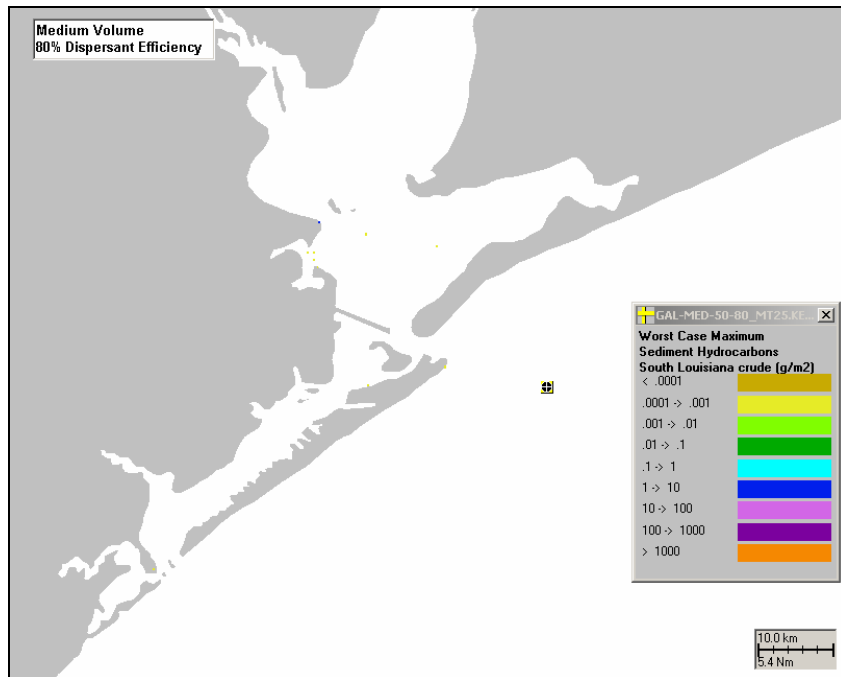 Medium Volume
80% Dispersant Efficiency
GAL-MED-50-80_MT25.KE...
Worst Case Maximum
Sediment Hydrocarbons
South Louisiana crude (g/m2)
< .0001
.0001 -> .001
.001 -> .01
.01 -> .1
.1 -> 1
1 -> 10
10 -> 100
100 -> 1000
> 1000
10.0 km
5.4 Nm